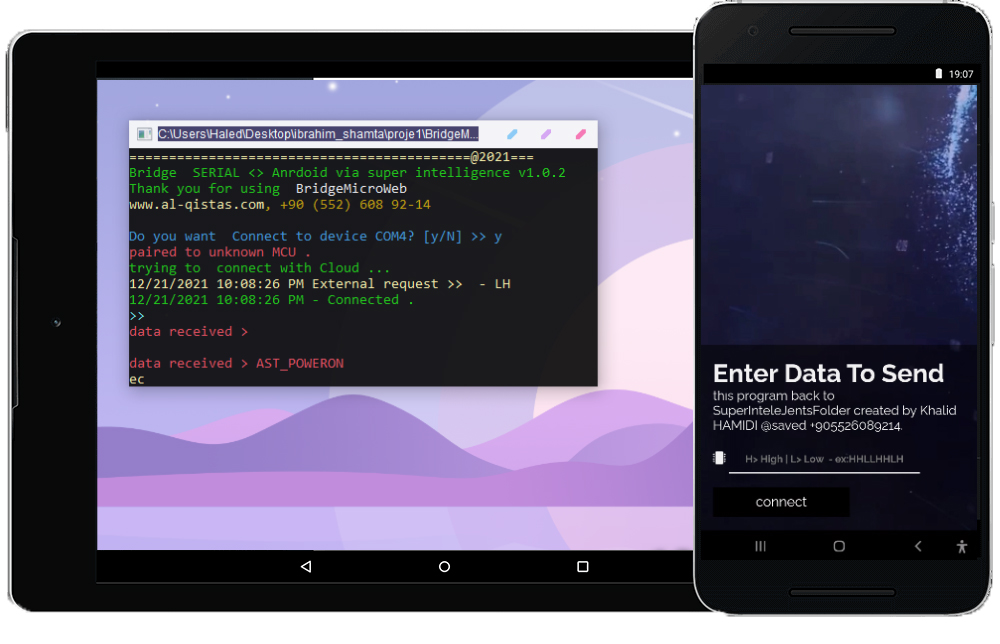 C:\Users\Haled\Desktop\ibrahim_shamta\proje1\BridgeM...
===========================================@2021===
Bridge  SERIAL <> Anrdoid via super intelligence v1.0.2
Thank you for using  BridgeMicroWeb
www.al-qistas.com, +90 (552) 608 92-14
Do you want  Connect to device COM4? [y/N] >> y
paired to unknown MCU .
trying to  connect with Cloud ...
12/21/2021 10:08:26 PM External request >>  - LH
12/21/2021 10:08:26 PM - Connected .
>>
data received >
data received > AST_POWERON
ec
19:07
Enter Data To Send
this program back to
SuperInteleJentsFolder created by Khalid
HAMIDI @saved +905526089214.
H> High | L> Low  - ex:HHLLHHLH
connect